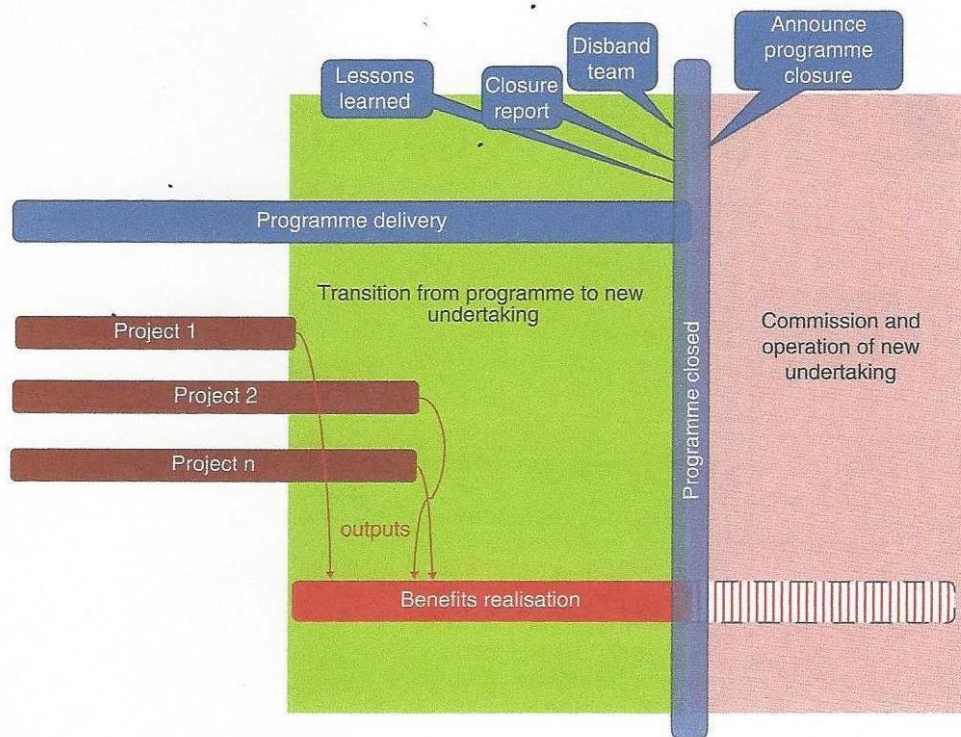 Announce
programme
closure
Disband
team
Lessons
learned
Closure
report
Programme delivery
Transition from programme to new
undertaking
Project 1
Project 2
Project n
outputs
Benefits realisation
Programme closed
Commission and
operation of new
undertaking